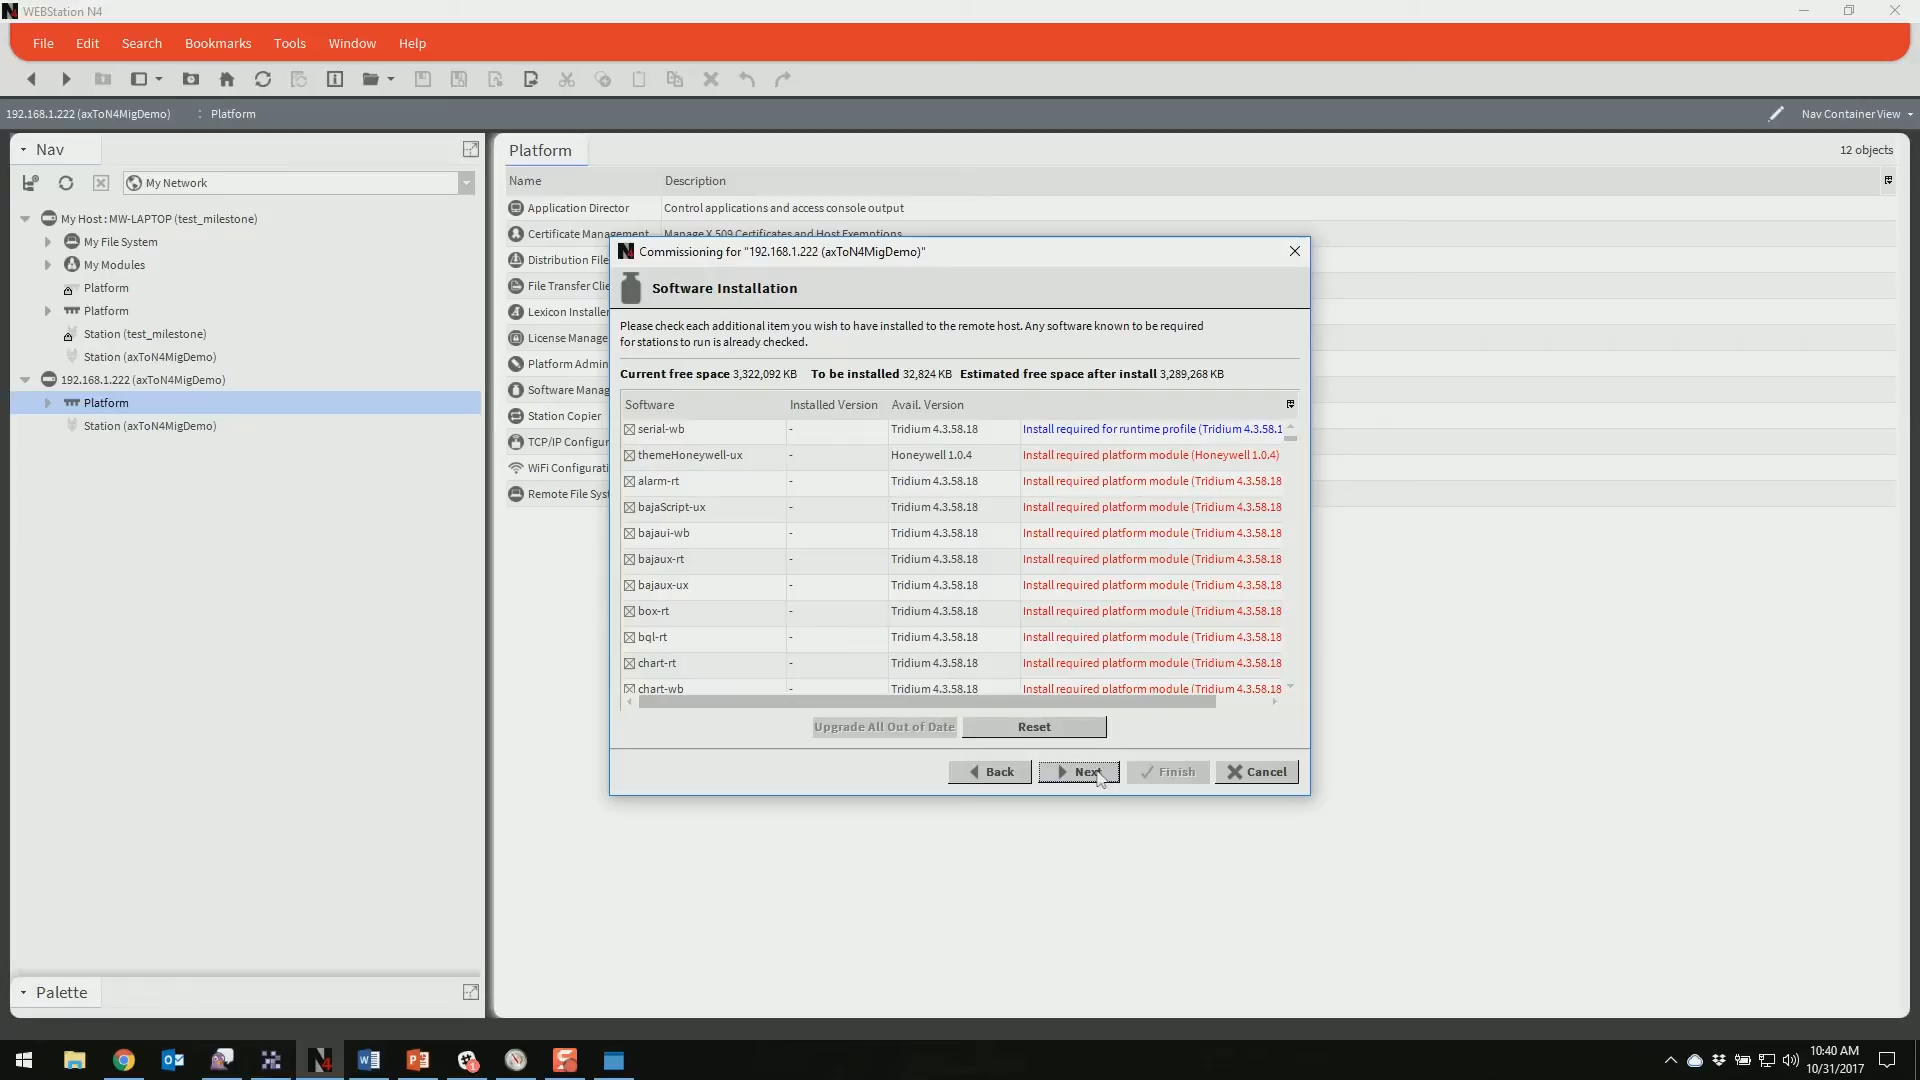 WEBStation N4
File Edit Search Bookmarks Tools Window Help
192.168.1.222 (axToN4MigDemo) : Platform
Nav Container View
Nav
My Network
My Host : MW-LAPTOP (test_milestone)
My File System
My Modules
Platform
Platform
Station (test_milestone)
Station (axToN4MigDemo)
192.168.1.222 (axToN4MigDemo)
Platform
Station (axToN4MigDemo)
Palette
Platform
12 objects
Name Description
Application Director Control applications and access console output
Certificate Management Manage X.509 Certificates and Host Exemptions
Distribution File
File Transfer Clie
Lexicon Installer
License Manage
Platform Admin
Software Manag
Station Copier
TCP/IP Configur
WiFi Configurati
Remote File Sys
Commissioning for "192.168.1.222 (axToN4MigDemo)"
Software Installation
Please check each additional item you wish to have installed to the remote host. Any software known to be required
for stations to run is already checked.
Current free space 3,322,092 KB To be installed 32,824 KB Estimated free space after install 3,289,268 KB
Software Installed Version Avail. Version
serial-wb - Tridium 4.3.58.18 Install required for runtime profile (Tridium 4.3.58.1
themeHoneywell-ux - Honeywell 1.0.4 Install required platform module (Honeywell 1.0.4)
alarm-rt - Tridium 4.3.58.18 Install required platform module (Tridium 4.3.58.18
bajaScript-ux - Tridium 4.3.58.18 Install required platform module (Tridium 4.3.58.18
bajaui-wb - Tridium 4.3.58.18 Install required platform module (Tridium 4.3.58.18
bajaux-rt - Tridium 4.3.58.18 Install required platform module (Tridium 4.3.58.18
bajaux-ux - Tridium 4.3.58.18 Install required platform module (Tridium 4.3.58.18
box-rt - Tridium 4.3.58.18 Install required platform module (Tridium 4.3.58.18
bql-rt - Tridium 4.3.58.18 Install required platform module (Tridium 4.3.58.18
chart-rt - Tridium 4.3.58.18 Install required platform module (Tridium 4.3.58.18
chart-wb - Tridium 4.3.58.18 Install required platform module (Tridium 4.3.58.18
Upgrade All Out of Date Reset
Back Next Finish Cancel
10:40 AM
10/31/2017